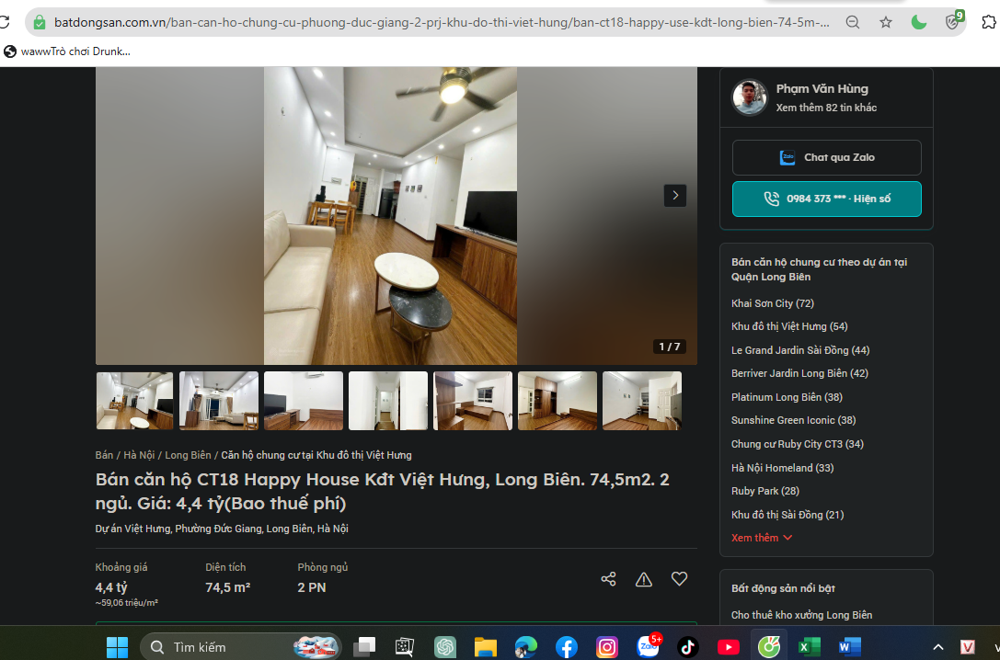 batdongsan.com.vn/ban-can-ho-chung-cu-phuong-duc-giang-2-prj-khu-do-thi-viet-hung/ban-ct18-happy-use-kdt-long-bien-74-5m-...
9
wawwTrò chơi Drunk...
1 / 7
Bán / Hà Nội / Long Biên / Căn hộ chung cư tại Khu đô thị Việt Hưng
Bán căn hộ CT18 Happy House Kđt Việt Hưng, Long Biên. 74,5m2. 2
ngủ. Giá: 4,4 tỷ(Bao thuế phí)
Dự án Việt Hưng, Phường Đức Giang, Long Biên, Hà Nội
Khoảng giá
4,4 tỷ
~59,06 triệu/m²
Diện tích
74,5 m²
Phòng ngủ
2 PN
Phạm Văn Hùng
Xem thêm 82 tin khác
Zalo
Chat qua Zalo
0984 373 *** · Hiện số
Bán căn hộ chung cư theo dự án tại
Quận Long Biên
Khai Sơn City (72)
Khu đô thị Việt Hưng (54)
Le Grand Jardin Sài Đồng (44)
Berriver Jardin Long Biên (42)
Platinum Long Biên (38)
Sunshine Green Iconic (38)
Chung cư Ruby City CT3 (34)
Hà Nội Homeland (33)
Ruby Park (28)
Khu đô thị Sài Đồng (21)
Xem thêm
Bất động sản nổi bật
Cho thuê kho xưởng Long Biên
Tìm kiếm
Zalo
5+
X
W
V